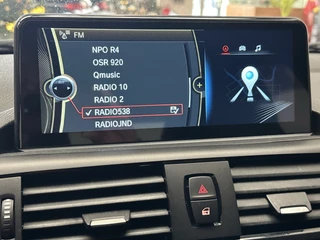 FM
NPO R4
OSR 920
Qmusic
RADIO 10
RADIO 2
RADIO538
RADIOJND